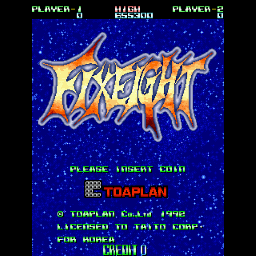 PLAYER-1 HIGH PLAYER-2
0 655300 0
FIXEIGHT
PLEASE INSERT COIN
TOAPLAN
© TOAPLAN Co.Ltd 1992
LICENSED TO TAITO CORP.
FOR KOREA
CREDIT 0